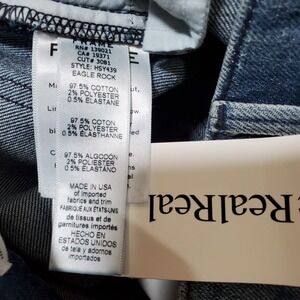 FRAME
RN# 139021
CA# 19371
CUT# 3081
STYLE: HSY439
EAGLE ROCK
97.5% COTTON
2% POLYESTER
0.5% ELASTANE
97.5% COTON
2% POLYESTER
0.5% ELASTHANNE
97.5% ALGODÓN
2% POLIÉSTER
0.5% ELASTANO
MADE IN USA
of imported
fabrics and trim
FABRIQUÉ AUX ÉTATS-UNIS
de tissus et de
garnitures importés
HECHO EN
ESTADOS UNIDOS
de tela y adornos
importados
RealReal